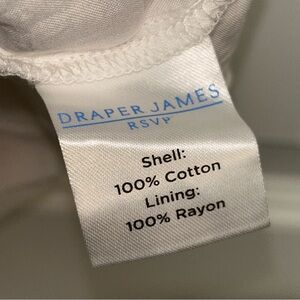 DRAPER JAMES
RSVP
Shell:
100% Cotton
Lining:
100% Rayon